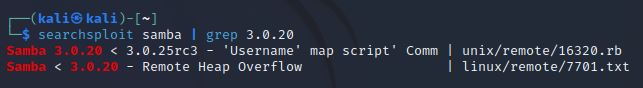 ┌──(kali㉿kali)-[~]
└─$ searchsploit samba | grep 3.0.20
Samba 3.0.20 < 3.0.25rc3 - 'Username' map script' Comm | unix/remote/16320.rb
Samba < 3.0.20 - Remote Heap Overflow | linux/remote/7701.txt